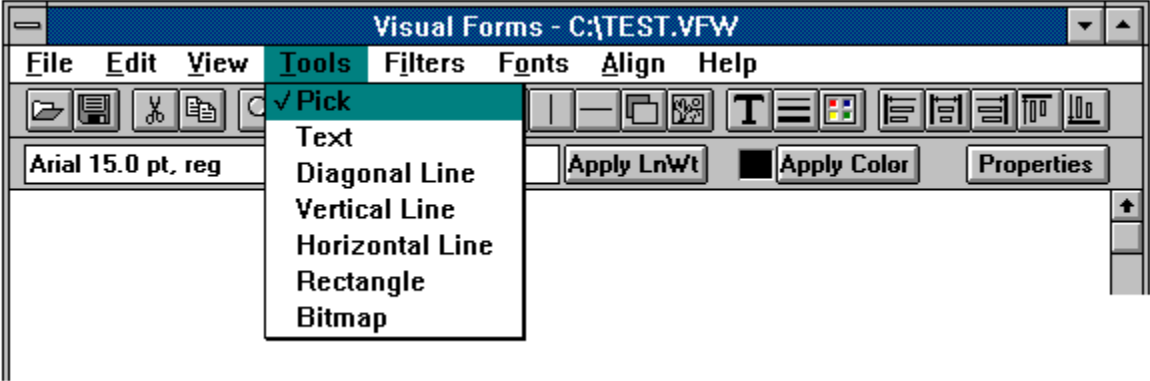 Visual Forms - C:\TEST.VFW
File Edit View Tools Filters Fonts Align Help
✓ Pick
T
Text
Arial 15.0 pt, reg Apply LnWt Apply Color Properties
Diagonal Line
Vertical Line
Horizontal Line
Rectangle
Bitmap